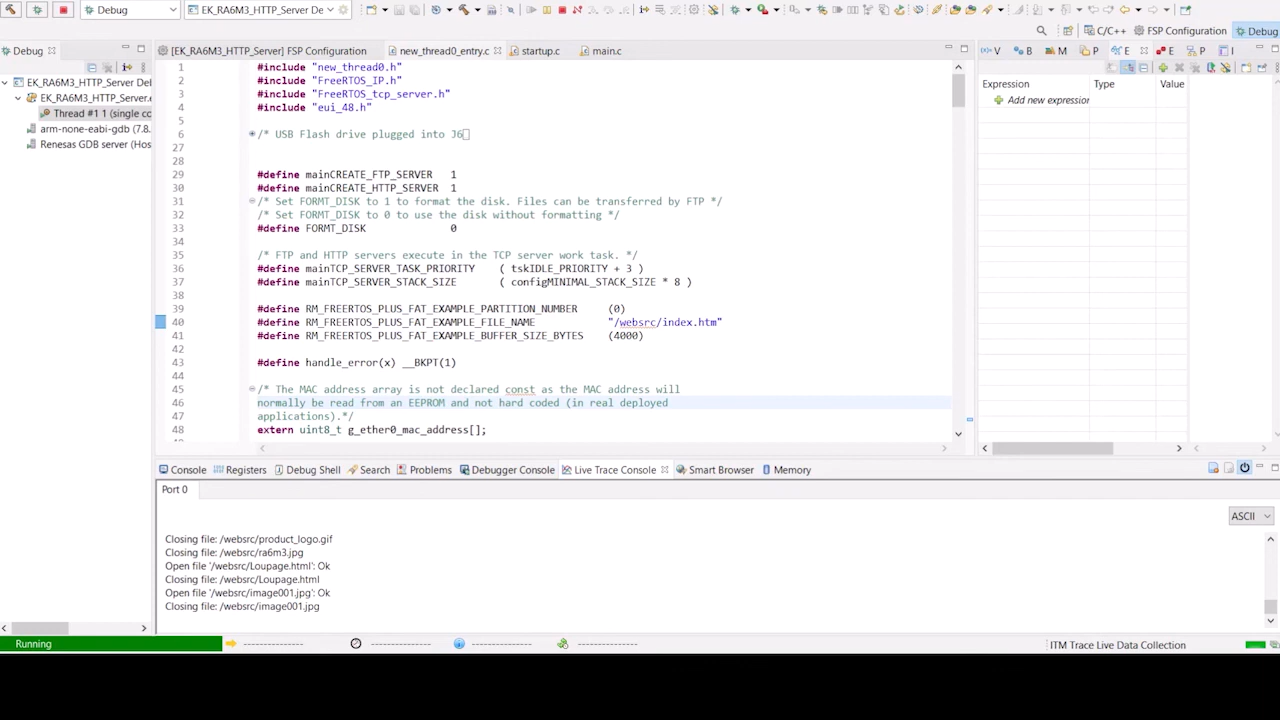 Debug
EK_RA6M3_HTTP_Server De
C/C++
FSP Configuration
Debug
Debug
[EK_RA6M3_HTTP_Server] FSP Configuration
new_thread0_entry.c
startup.c
main.c
V
B
M
P
E
E
P
I
EK_RA6M3_HTTP_Server Del
EK_RA6M3_HTTP_Server.e
Thread #1 1 (single co
arm-none-eabi-gdb (7.8.
Renesas GDB server (Hos
1 #include "new_thread0.h"
2 #include "FreeRTOS_IP.h"
3 #include "FreeRTOS_tcp_server.h"
4 #include "eui_48.h"
5
6 /* USB Flash drive plugged into J6
27
28
29 #define mainCREATE_FTP_SERVER 1
30 #define mainCREATE_HTTP_SERVER 1
31 /* Set FORMT_DISK to 1 to format the disk. Files can be transferred by FTP */
32 /* Set FORMT_DISK to 0 to use the disk without formatting */
33 #define FORMT_DISK 0
34
35 /* FTP and HTTP servers execute in the TCP server work task. */
36 #define mainTCP_SERVER_TASK_PRIORITY ( tskIDLE_PRIORITY + 3 )
37 #define mainTCP_SERVER_STACK_SIZE ( configMINIMAL_STACK_SIZE * 8 )
38
39 #define RM_FREERTOS_PLUS_FAT_EXAMPLE_PARTITION_NUMBER (0)
40 #define RM_FREERTOS_PLUS_FAT_EXAMPLE_FILE_NAME "/websrc/index.htm"
41 #define RM_FREERTOS_PLUS_FAT_EXAMPLE_BUFFER_SIZE_BYTES (4000)
42
43 #define handle_error(x) __BKPT(1)
44
45 /* The MAC address array is not declared const as the MAC address will
46 normally be read from an EEPROM and not hard coded (in real deployed
47 applications).*/
48 extern uint8_t g_ether0_mac_address[];
Expression Type Value
Add new expression
Console
Registers
Debug Shell
Search
Problems
Debugger Console
Live Trace Console
Smart Browser
Memory
Port 0
ASCII
Closing file: /websrc/product_logo.gif
Closing file: /websrc/ra6m3.jpg
Open file '/websrc/Loupage.html': Ok
Closing file: /websrc/Loupage.html
Open file '/websrc/image001.jpg': Ok
Closing file: /websrc/image001.jpg
Running
---------------
---------------
---------------
---------------
ITM Trace Live Data Collection